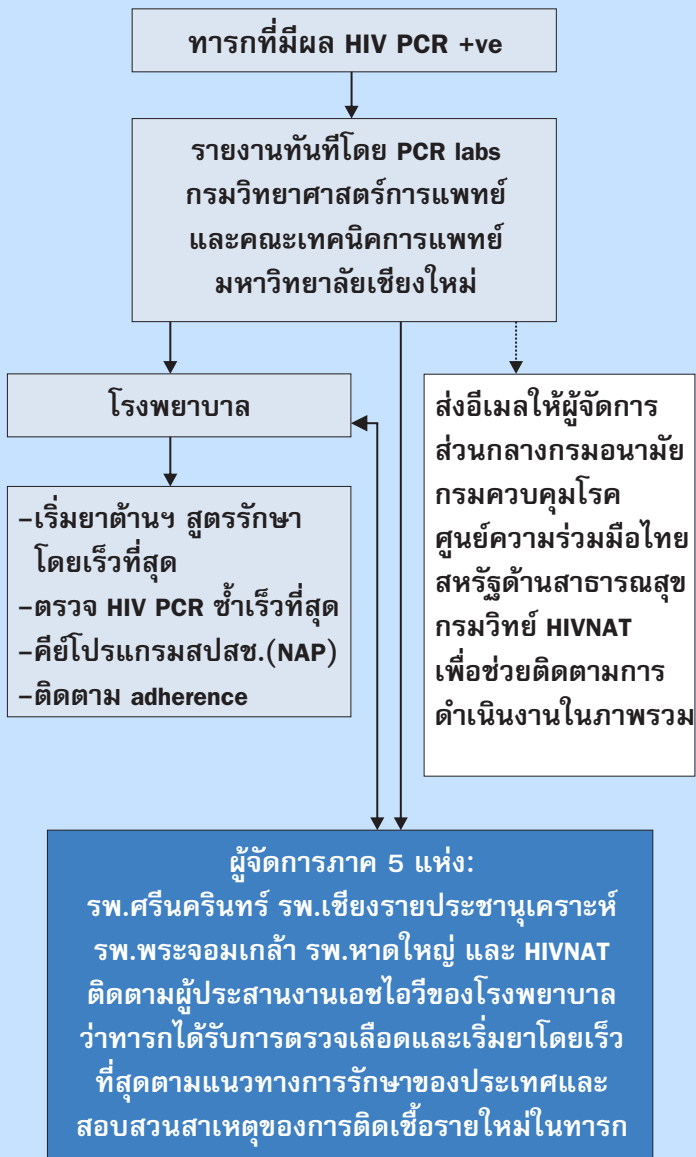 ทารกที่มีผล HIV PCR +ve
รายงานทันทีโดย PCR labs
กรมวิทยาศาสตร์การแพทย์
และคณะเทคนิคการแพทย์
มหาวิทยาลัยเชียงใหม่
โรงพยาบาล
–เริ่มยาต้านฯ สูตรรักษา
โดยเร็วที่สุด
–ตรวจ HIV PCR ซ้ำเร็วที่สุด
–คีย์โปรแกรมสปสช.(NAP)
–ติดตาม adherence
ส่งอีเมลให้ผู้จัดการ
ส่วนกลางกรมอนามัย
กรมควบคุมโรค
ศูนย์ความร่วมมือไทย
สหรัฐด้านสาธารณสุข
กรมวิทย์ HIVNAT
เพื่อช่วยติดตามการ
ดำเนินงานในภาพรวม
ผู้จัดการภาค 5 แห่ง:
รพ.ศรีนครินทร์ รพ.เชียงรายประชานุเคราะห์
รพ.พระจอมเกล้า รพ.หาดใหญ่ และ HIVNAT
ติดตามผู้ประสานงานเอชไอวีของโรงพยาบาล
ว่าทารกได้รับการตรวจเลือดและเริ่มยาโดยเร็ว
ที่สุดตามแนวทางการรักษาของประเทศและ
สอบสวนสาเหตุของการติดเชื้อรายใหม่ในทารก